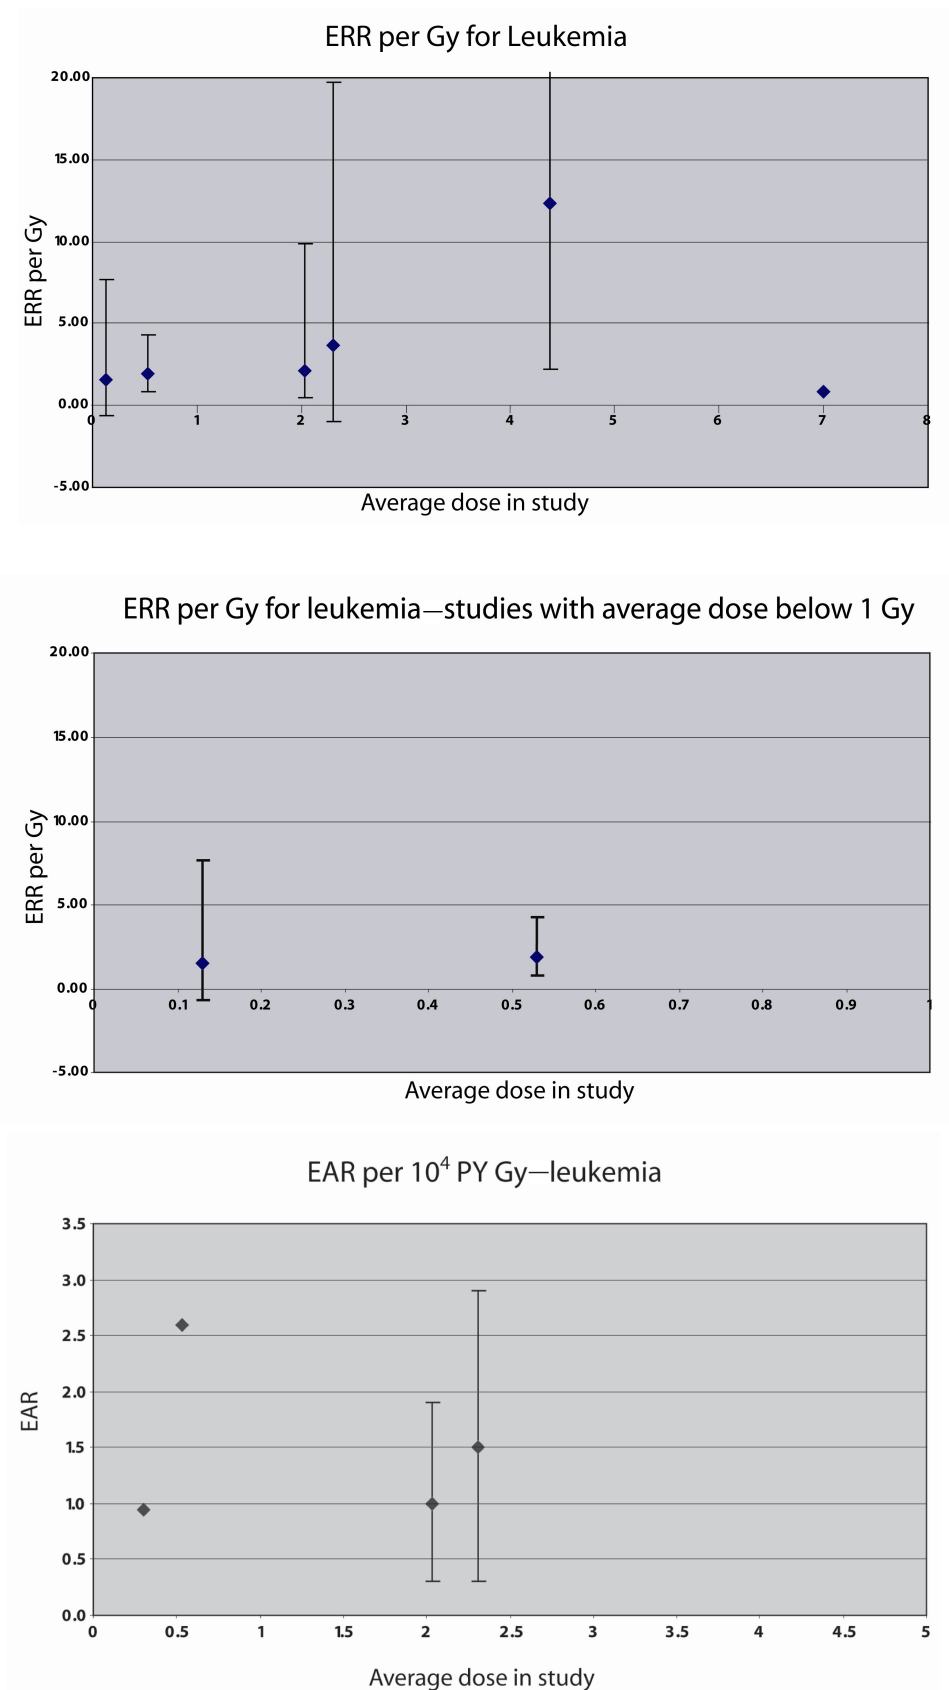 ERR per Gy for Leukemia
20.00
15.00
10.00
5.00
0.00
-5.00
ERR per Gy
0 1 2 3 4 5 6 7 8
Average dose in study
ERR per Gy for leukemia—studies with average dose below 1 Gy
20.00
15.00
10.00
5.00
0.00
-5.00
ERR per Gy
0 0.1 0.2 0.3 0.4 0.5 0.6 0.7 0.8 0.9 1
Average dose in study
EAR per 10⁴ PY Gy—leukemia
3.5
3.0
2.5
2.0
1.5
1.0
0.5
0.0
EAR
0 0.5 1 1.5 2 2.5 3 3.5 4 4.5 5
Average dose in study